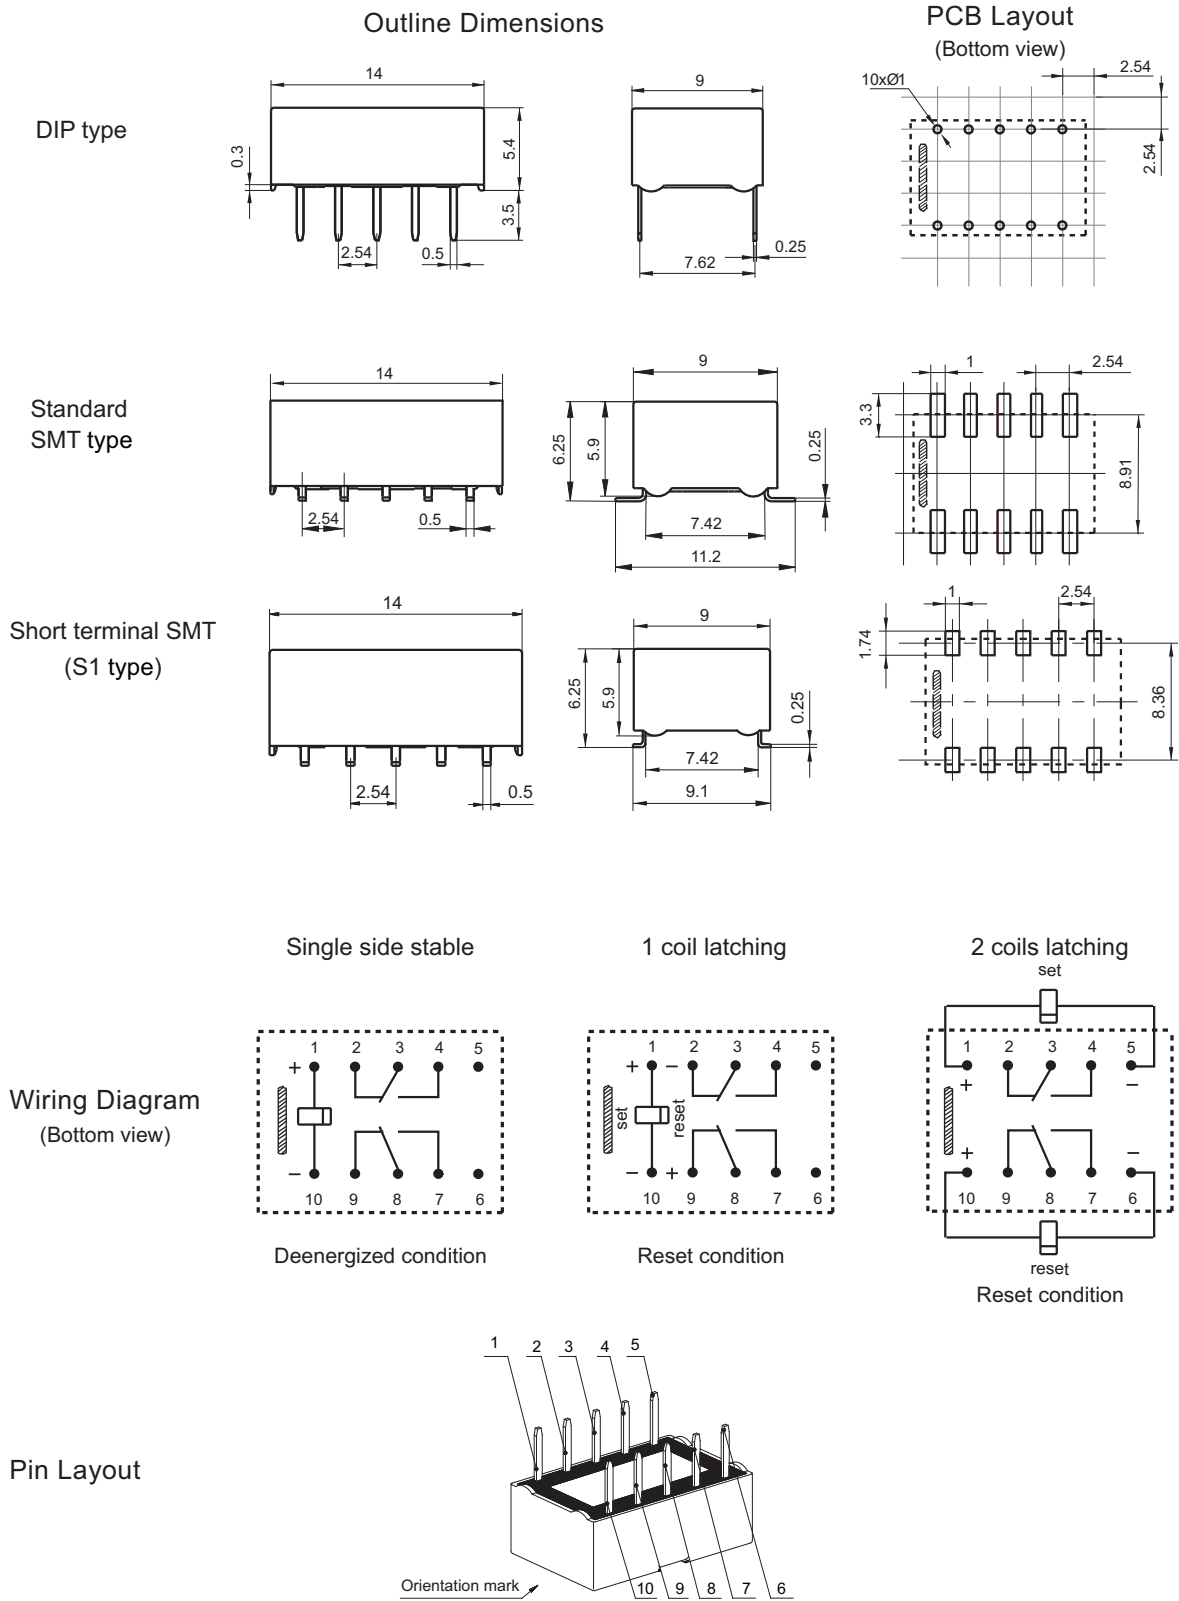 Outline Dimensions
PCB Layout
(Bottom view)
DIP type
14
0.3
5.4
3.5
2.54
0.5
9
7.62
0.25
10xØ1
2.54
2.54
Standard
SMT type
14
2.54
0.5
9
6.25
5.9
0.25
7.42
11.2
1
2.54
3.3
8.91
Short terminal SMT
(S1 type)
14
2.54
0.5
9
6.25
5.9
0.25
7.42
9.1
1
2.54
1.74
8.36
Single side stable
1 coil latching
2 coils latching
Wiring Diagram
(Bottom view)
1 2 3 4 5
+
−
10 9 8 7 6
Deenergized condition
1 2 3 4 5
+ −
set
reset
− +
10 9 8 7 6
Reset condition
set
1 2 3 4 5
+ −
+ −
10 9 8 7 6
reset
Reset condition
Pin Layout
1 2 3 4 5
Orientation mark
10 9 8 7 6